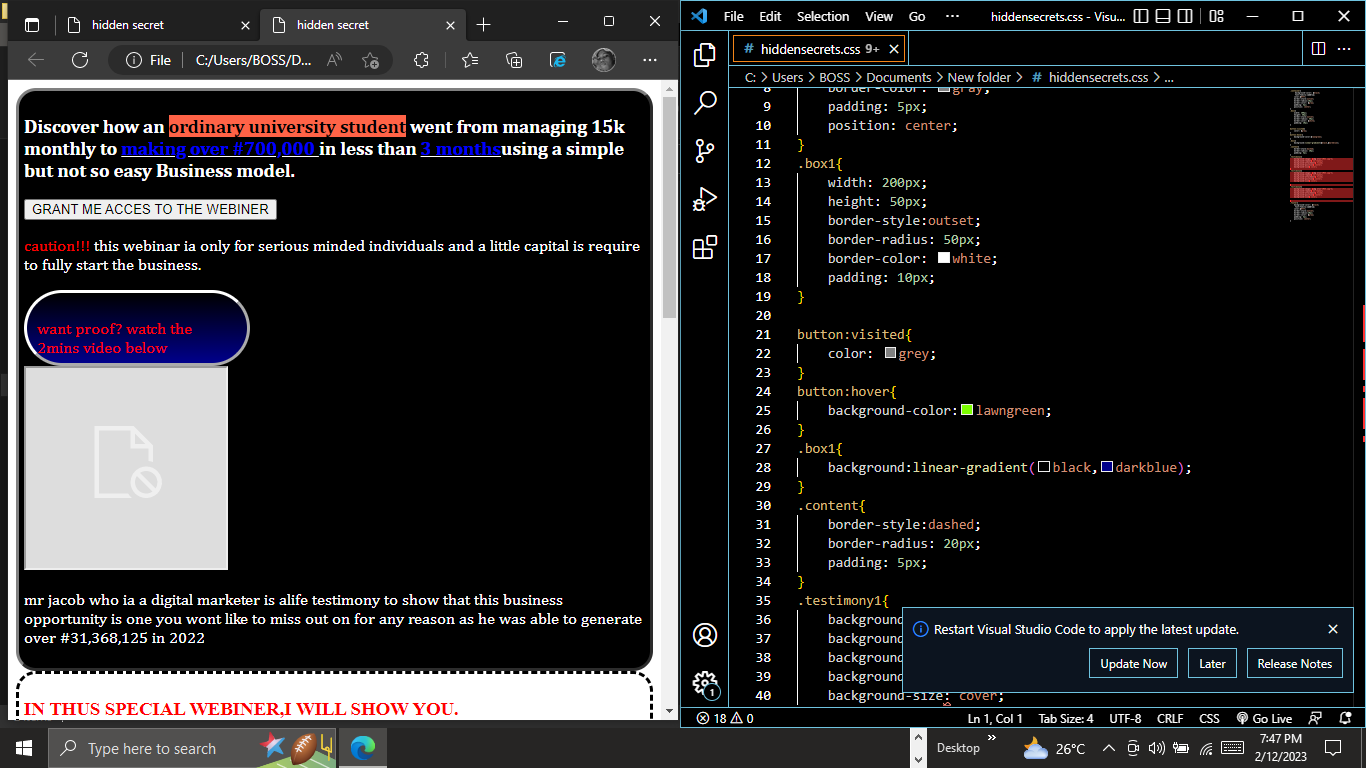 hidden secret
hidden secret
File
C:/Users/BOSS/D...
Discover how an ordinary university student went from managing 15k
monthly to making over #700,000 in less than 3 monthsusing a simple
but not so easy Business model.
GRANT ME ACCES TO THE WEBINER
caution!!! this webinar ia only for serious minded individuals and a little capital is require
to fully start the business.
want proof? watch the
2mins video below
mr jacob who ia a digital marketer is alife testimony to show that this business
opportunity is one you wont like to miss out on for any reason as he was able to generate
over #31,368,125 in 2022
IN THUS SPECIAL WEBINER,I WILL SHOW YOU.
File Edit Selection View Go ··· hiddensecrets.css - Visu...
# hiddensecrets.css 9+
C: > Users > BOSS > Documents > New folder > # hiddensecrets.css > ...
8 border-color: gray;
9 padding: 5px;
10 position: center;
11 }
12 .box1{
13 width: 200px;
14 height: 50px;
15 border-style:outset;
16 border-radius: 50px;
17 border-color: white;
18 padding: 10px;
19 }
20
21 button:visited{
22 color: grey;
23 }
24 button:hover{
25 background-color: lawngreen;
26 }
27 .box1{
28 background:linear-gradient(black,darkblue);
29 }
30 .content{
31 border-style:dashed;
32 border-radius: 20px;
33 padding: 5px;
34 }
35 .testimony1{
36 background
37 background
38 background
39 background
40 background-size: cover;
Restart Visual Studio Code to apply the latest update.
Update Now Later Release Notes
1
18 0 Ln 1, Col 1 Tab Size: 4 UTF-8 CRLF CSS Go Live
Type here to search
Desktop
26°C
7:47 PM
2/12/2023